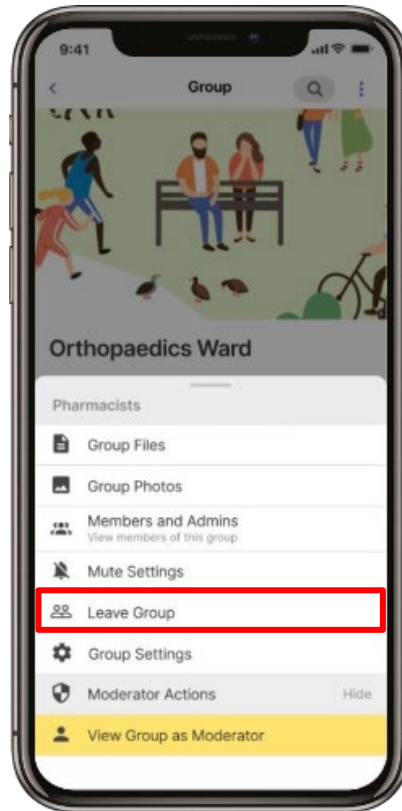 9:41
Group
Orthopaedics Ward
Pharmacists
Group Files
Group Photos
Members and Admins
View members of this group
Mute Settings
Leave Group
Group Settings
Moderator Actions Hide
View Group as Moderator